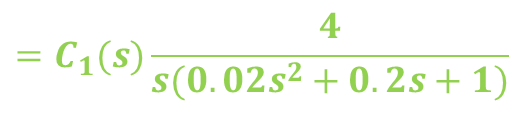 = C₁(s) 4 / s(0.02s² + 0.2s + 1)